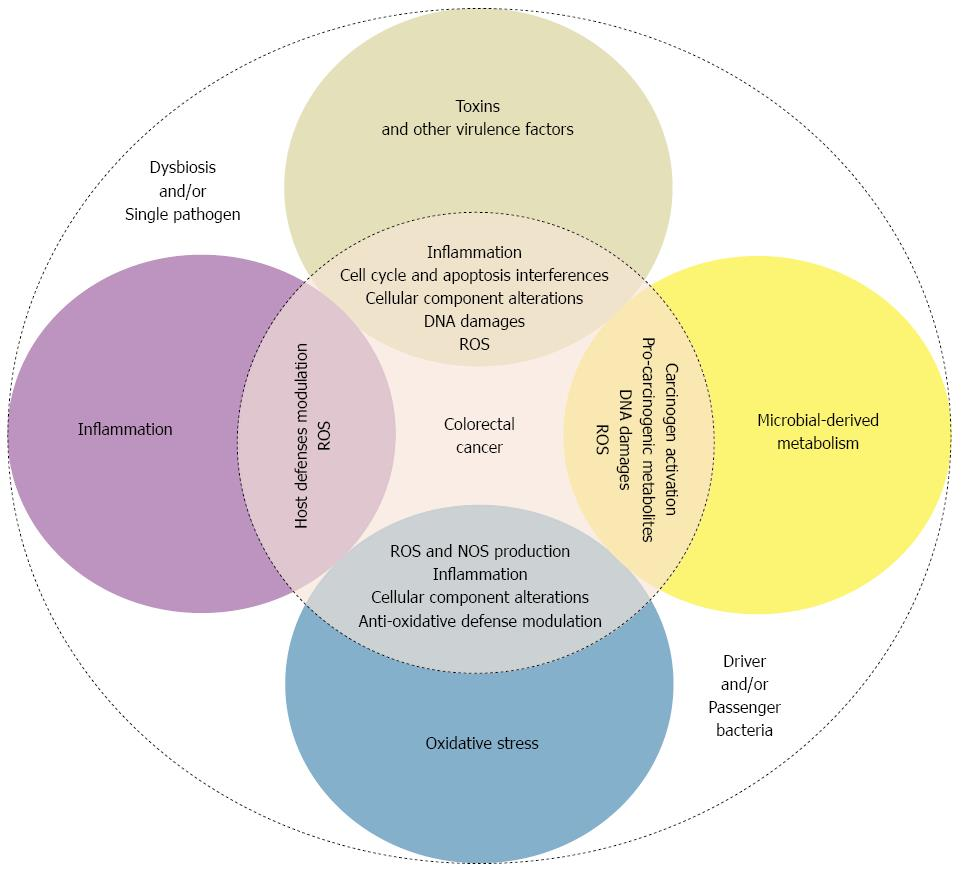 Toxins
and other virulence factors
Dysbiosis
and/or
Single pathogen
Inflammation
Cell cycle and apoptosis interferences
Cellular component alterations
DNA damages
ROS
Inflammation
Host defenses modulation
ROS
Colorectal
cancer
Carcinogen activation
Pro-carcinogenic metabolites
DNA damages
ROS
Microbial-derived
metabolism
ROS and NOS production
Inflammation
Cellular component alterations
Anti-oxidative defense modulation
Oxidative stress
Driver
and/or
Passenger
bacteria